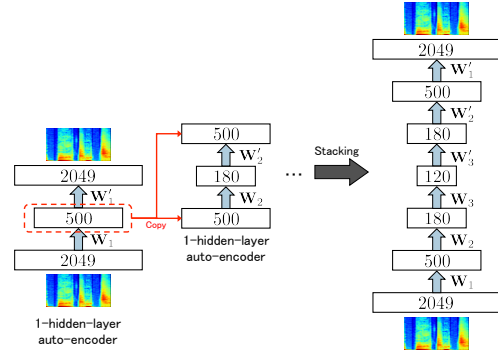 2049
W′₁
500
W₁
2049
1-hidden-layer
auto-encoder
Copy
500
W′₂
180
W₂
500
1-hidden-layer
auto-encoder
...
Stacking
2049
W′₁
500
W′₂
180
W′₃
120
W₃
180
W₂
500
W₁
2049